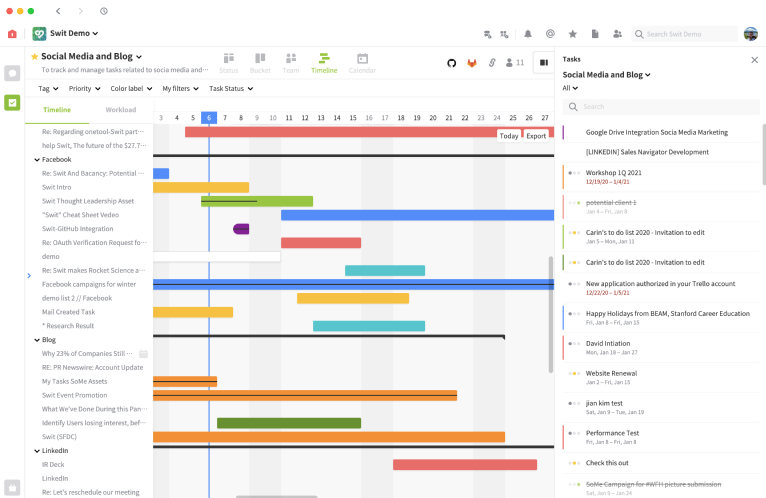 Swit Demo
Search Swit Demo
Social Media and Blog
To track and manage tasks related to socia media and…
Status
Bucket
Team
Timeline
Calendar
11
Tag
Priority
Color label
My filters
Task Status
Timeline
Workload
3 4 5 6 7 8 9 10 11 12 13 14 15 16 17 18 19 20 21 22 23 24 25 26 27
Today
Export
Re: Regarding onetool-Swit part…
help Swit, The future of the $27.7…
Facebook
Re: Swit And Bacancy: Potential …
Swit Intro
Swit Thought Leadership Asset
"Swit" Cheat Sheet Vedeo
Swit-GitHub Integration
Re: OAuth Verification Request fo…
demo
Re: Swit makes Rocket Science a…
Facebook campaigns for winter
demo list 2 // Facebook
Mail Created Task
* Research Result
Blog
Why 23% of Companies Still …
RE: PR Newswire: Account Update
My Tasks SoMe Assets
Swit Event Promotion
What We've Done During this Pan…
Identify Users losing interest, bef…
Swit (SFDC)
LinkedIn
IR Deck
LinkedIn
Re: Let's reschedule our meeting
Tasks
Social Media and Blog
All
Search
Google Drive Integration Socia Media Marketing
[LINKEDIN] Sales Navigator Development
Workshop 1Q 2021
12/19/20 – 1/4/21
potential client 1
Jan 4 – Fri, Jan 8
Carin's to do list 2020 - Invitation to edit
Jan 5 – Mon, Jan 11
Carin's to do list 2020 - Invitation to edit
New application authorized in your Trello account
12/22/20 – 1/5/21
Happy Holidays from BEAM, Stanford Career Education
Fri, Jan 8 – Fri, Jan 15
David Intiation
Mon, Jan 18 – Jan 27
Website Renewal
Jan 2 – Fri, Jan 15
jian kim test
Sat, Jan 9 – Tue, Jan 19
Performance Test
Fri, Jan 8 – Fri, Jan 8
Check this out
SoMe Campaign for #WFH picture submission
Sat, Jan 9 – Jan 24